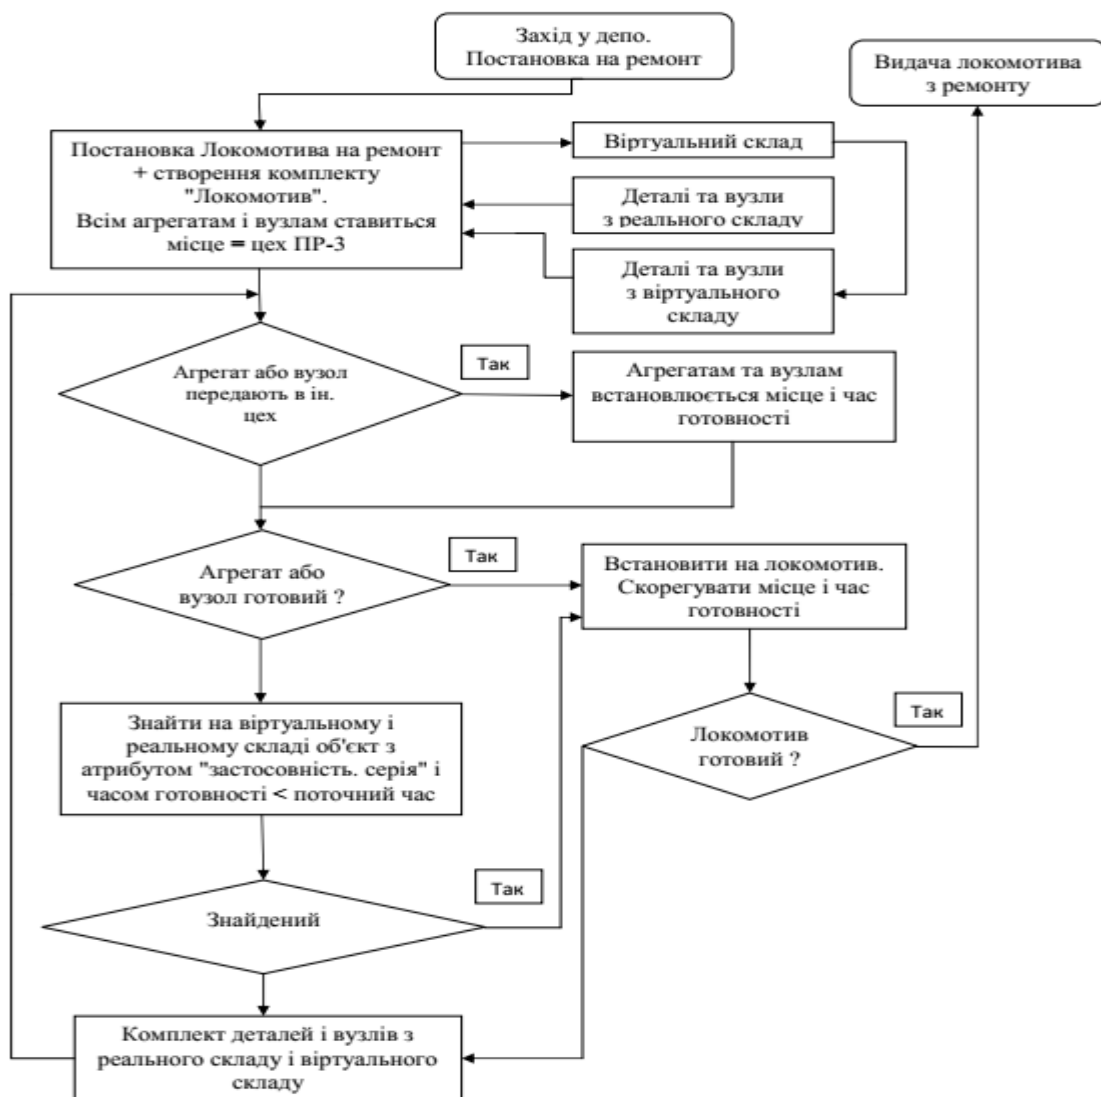 Захід у депо.
Постановка на ремонт
Видача локомотива
з ремонту
Постановка Локомотива на ремонт
+ створення комплекту
"Локомотив".
Всім агрегатам і вузлам ставиться
місце = цех ПР-3
Віртуальний склад
Деталі та вузли
з реального складу
Деталі та вузли
з віртуального
складу
Агрегат або вузол
передають в ін.
цех
Так
Агрегатам та вузлам
встановлюється місце і час
готовності
Агрегат або
вузол готовий ?
Так
Встановити на локомотив.
Скорегувати місце і час
готовності
Знайти на віртуальному і
реальному складі об'єкт з
атрибутом "застосовність. серія" і
часом готовності < поточний час
Локомотив
готовий ?
Так
Знайдений
Так
Комплект деталей і вузлів з
реального складу і віртуального
складу